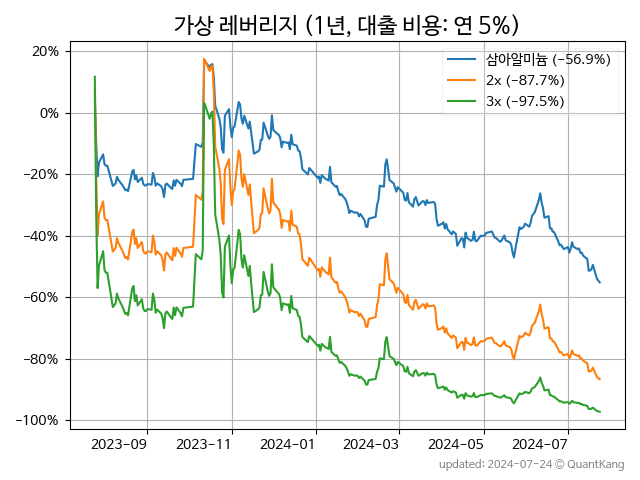 가상 레버리지 (1년, 대출 비용: 연 5%)
삼아알미늄 (−56.9%)
2x (−87.7%)
3x (−97.5%)
20%
0%
−20%
−40%
−60%
−80%
−100%
2023-09 2023-11 2024-01 2024-03 2024-05 2024-07
updated: 2024-07-24 © QuantKang